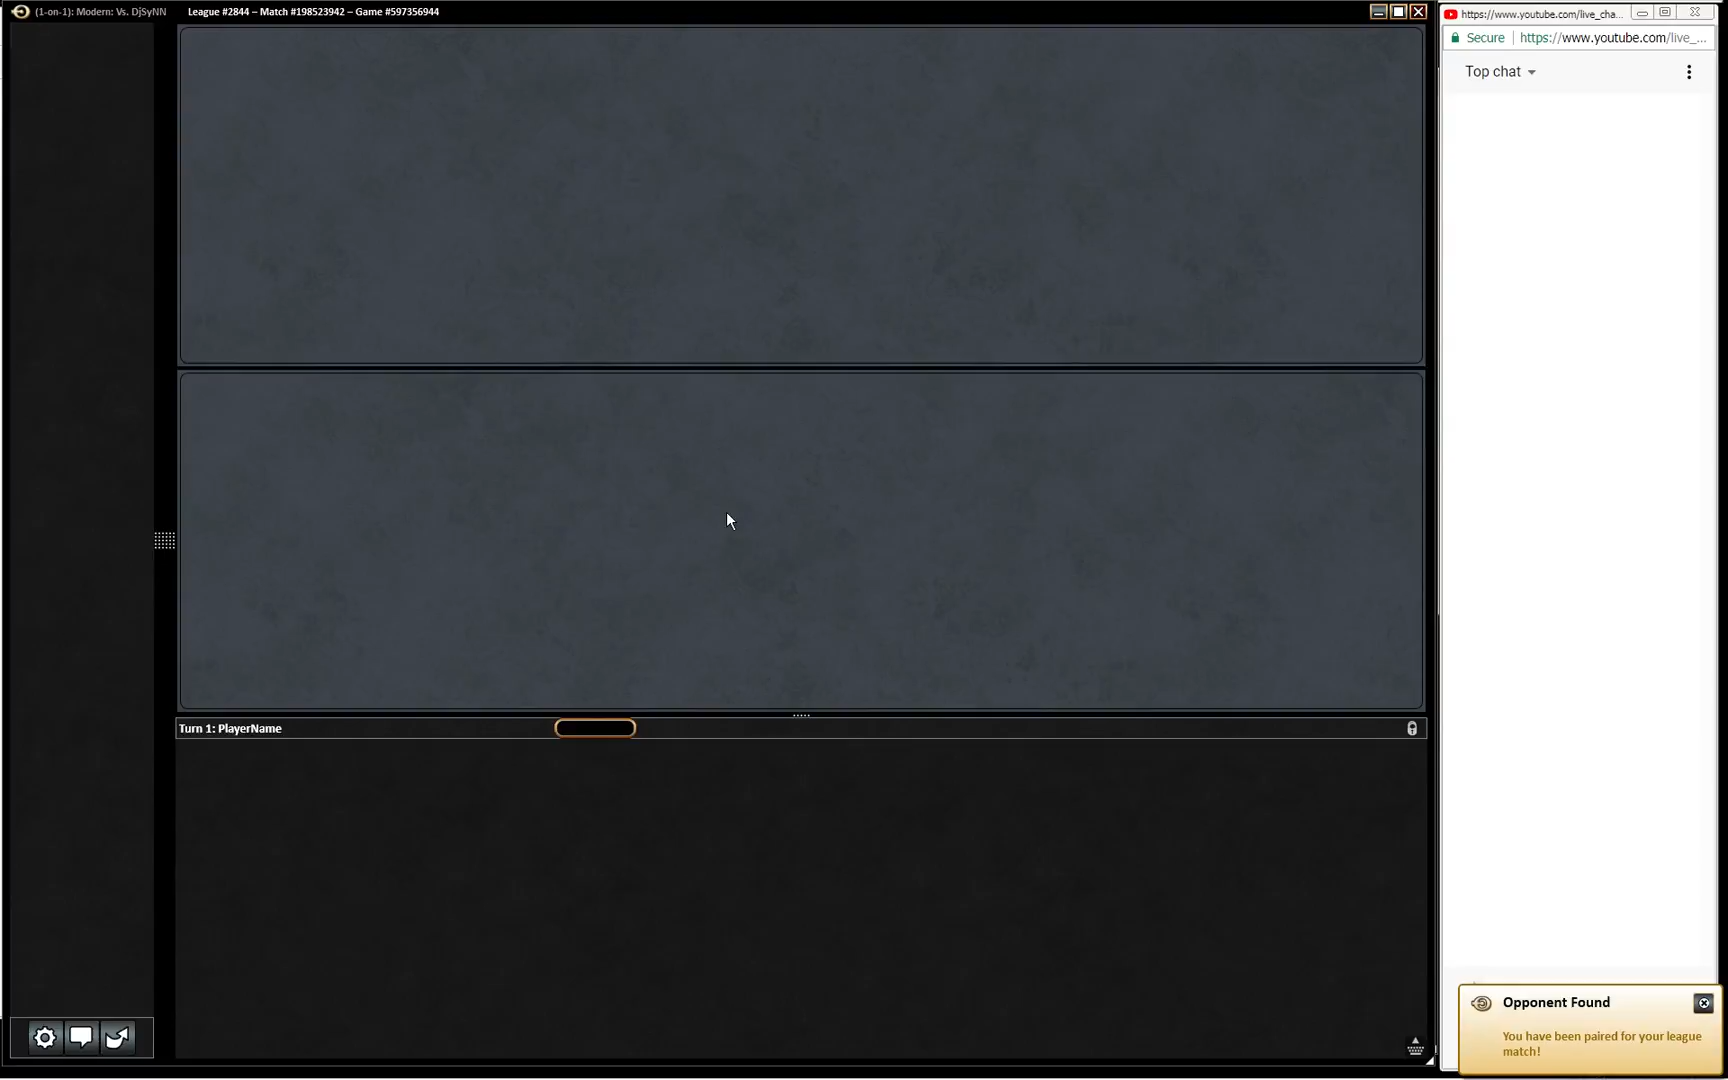 (1-on-1): Modern: Vs. DjSyNN
League #2844 – Match #198523942 – Game #597356944
https://www.youtube.com/live_cha...
Secure https://www.youtube.com/live_...
Top chat
Turn 1: PlayerName
Opponent Found
You have been paired for your league
match!